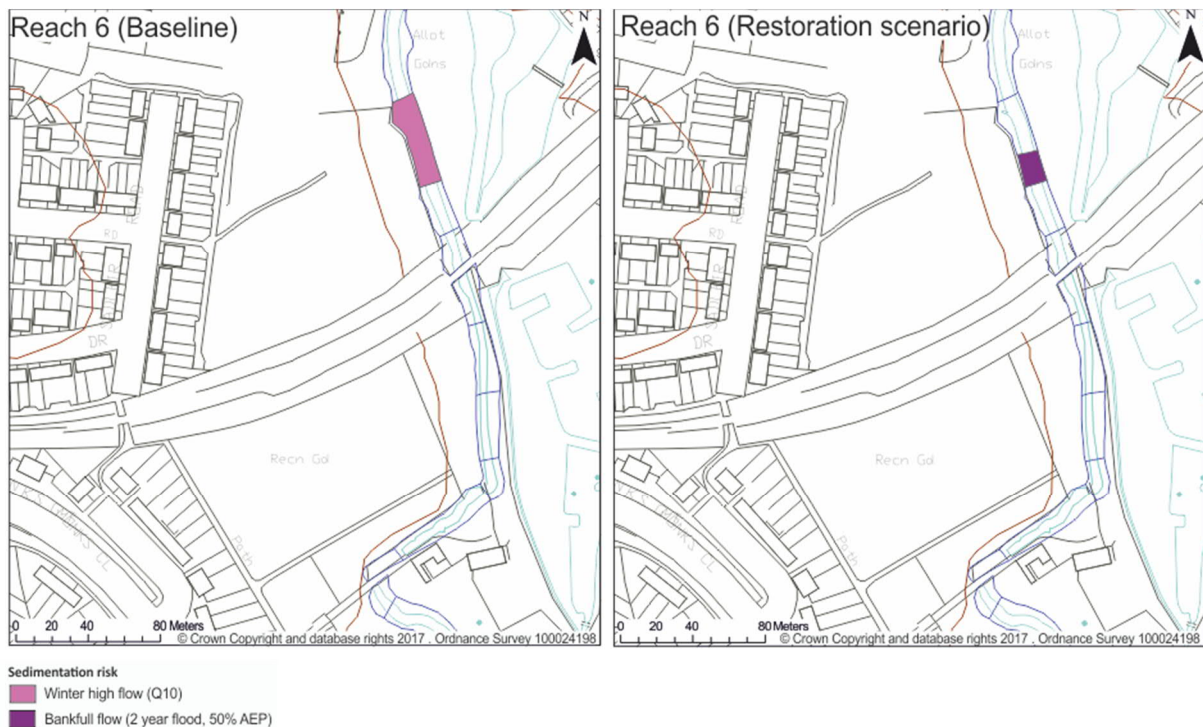 Reach 6 (Baseline)
N
Allot
Gdns
ROAD
RD
DR
Recn Gd
Path
0 20 40 80 Meters
© Crown Copyright and database rights 2017 . Ordnance Survey 100024198
Reach 6 (Restoration scenario)
N
Allot
Gdns
ROAD
RD
DR
Recn Gd
Path
0 20 40 80 Meters
© Crown Copyright and database rights 2017 . Ordnance Survey 100024198
Sedimentation risk
Winter high flow (Q10)
Bankfull flow (2 year flood, 50% AEP)